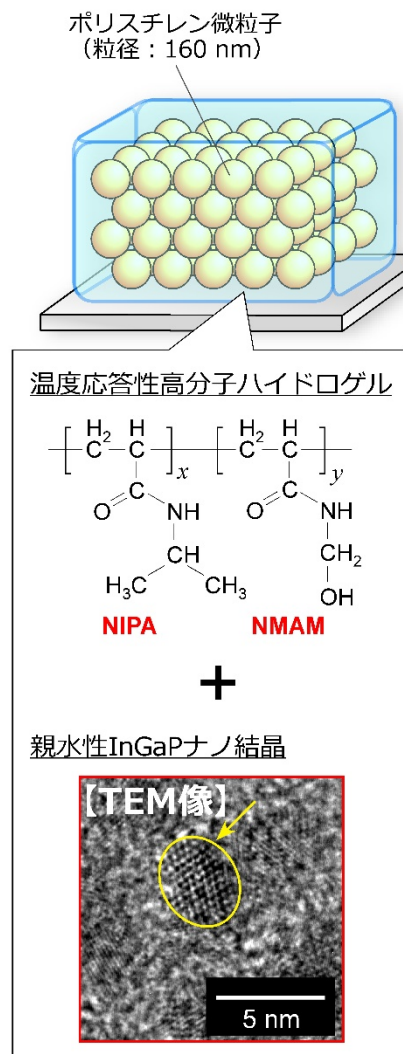 ポリスチレン微粒子
（粒径：160 nm）
温度応答性高分子ハイドロゲル
H2 H H2 H
C C C C
x y
C C
O NH O NH
CH CH2
H3C CH3 OH
NIPA NMAM
+
親水性InGaPナノ結晶
【TEM像】
5 nm